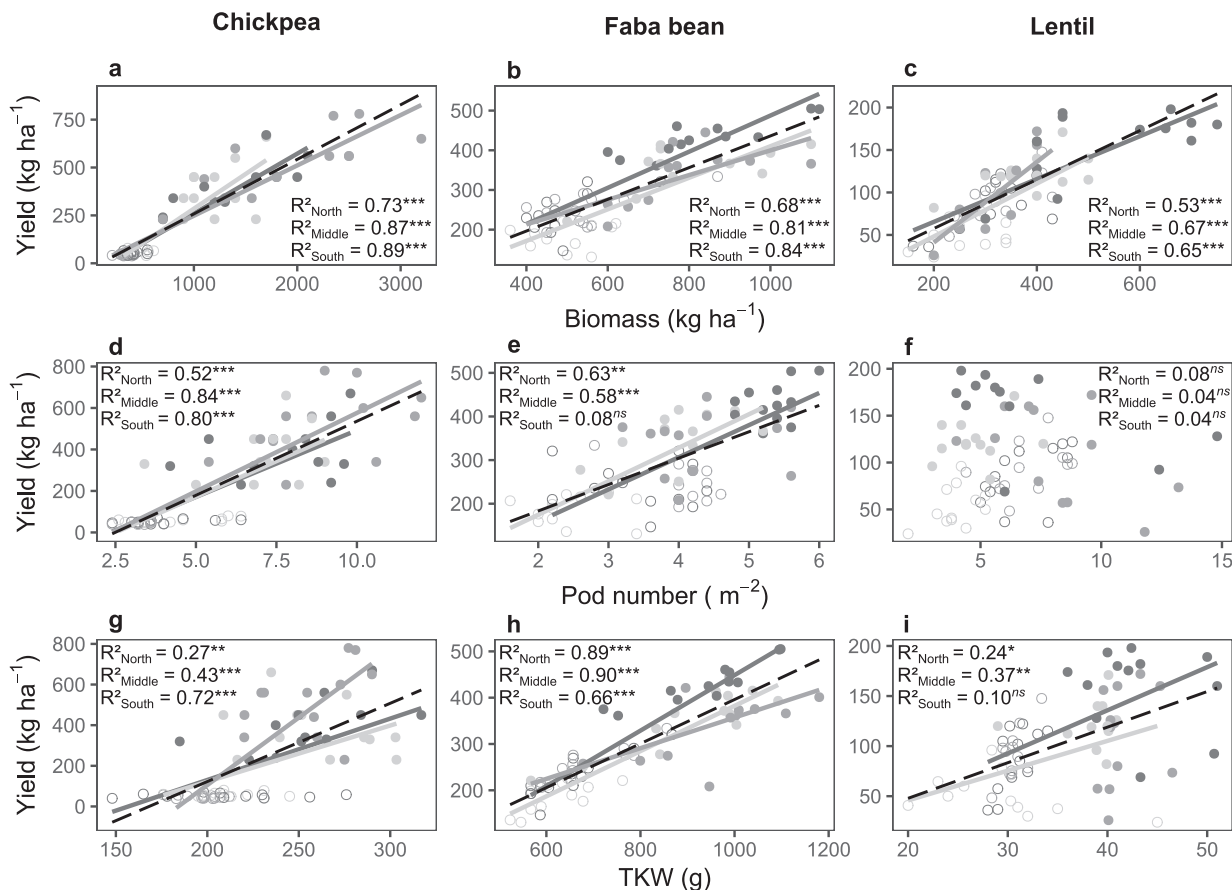 Chickpea
Faba bean
Lentil
a
b
c
Yield (kg ha⁻¹)
750
500
250
0
R²North = 0.73***
R²Middle = 0.87***
R²South = 0.89***
500
400
300
200
R²North = 0.68***
R²Middle = 0.81***
R²South = 0.84***
200
150
100
50
R²North = 0.53***
R²Middle = 0.67***
R²South = 0.65***
1000 2000 3000
400 600 800 1000
200 400 600
Biomass (kg ha⁻¹)
d
e
f
Yield (kg ha⁻¹)
800
600
400
200
0
R²North = 0.52***
R²Middle = 0.84***
R²South = 0.80***
500
400
300
200
R²North = 0.63**
R²Middle = 0.58***
R²South = 0.08ns
200
150
100
50
R²North = 0.08ns
R²Middle = 0.04ns
R²South = 0.04ns
2.5 5.0 7.5 10.0
2 3 4 5 6
5 10 15
Pod number ( m⁻²)
g
h
i
Yield (kg ha⁻¹)
800
600
400
200
0
R²North = 0.27**
R²Middle = 0.43***
R²South = 0.72***
500
400
300
200
R²North = 0.89***
R²Middle = 0.90***
R²South = 0.66***
200
150
100
50
R²North = 0.24*
R²Middle = 0.37**
R²South = 0.10ns
150 200 250 300
600 800 1000 1200
20 30 40 50
TKW (g)